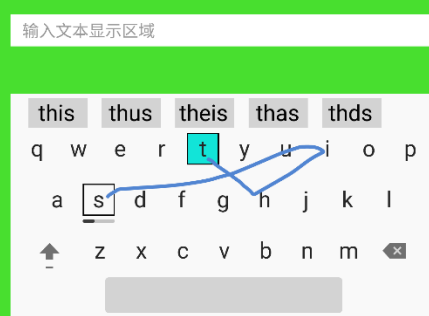 输入文本显示区域
this thus theis thas thds
q w e r t y u i o p
a s d f g h j k l
z x c v b n m